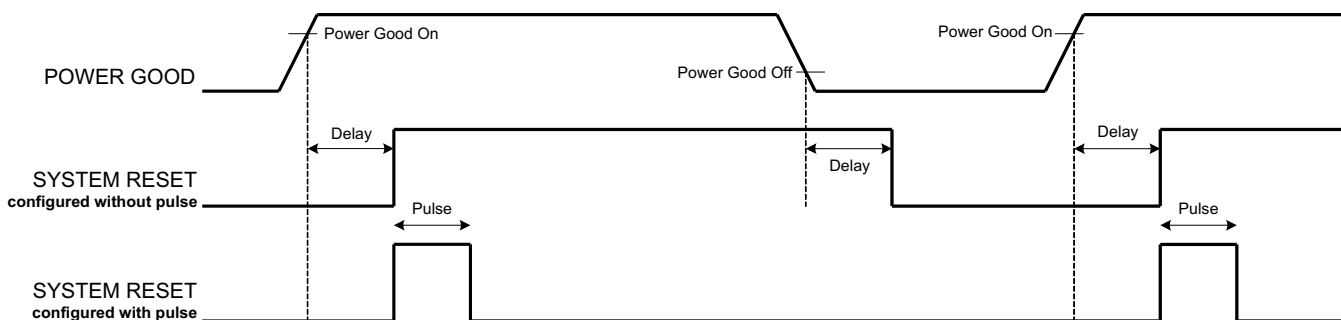 Power Good On
Power Good On
POWER GOOD
Power Good Off
Delay
Delay
Delay
SYSTEM RESET
configured without pulse
Pulse
Pulse
SYSTEM RESET
configured with pulse